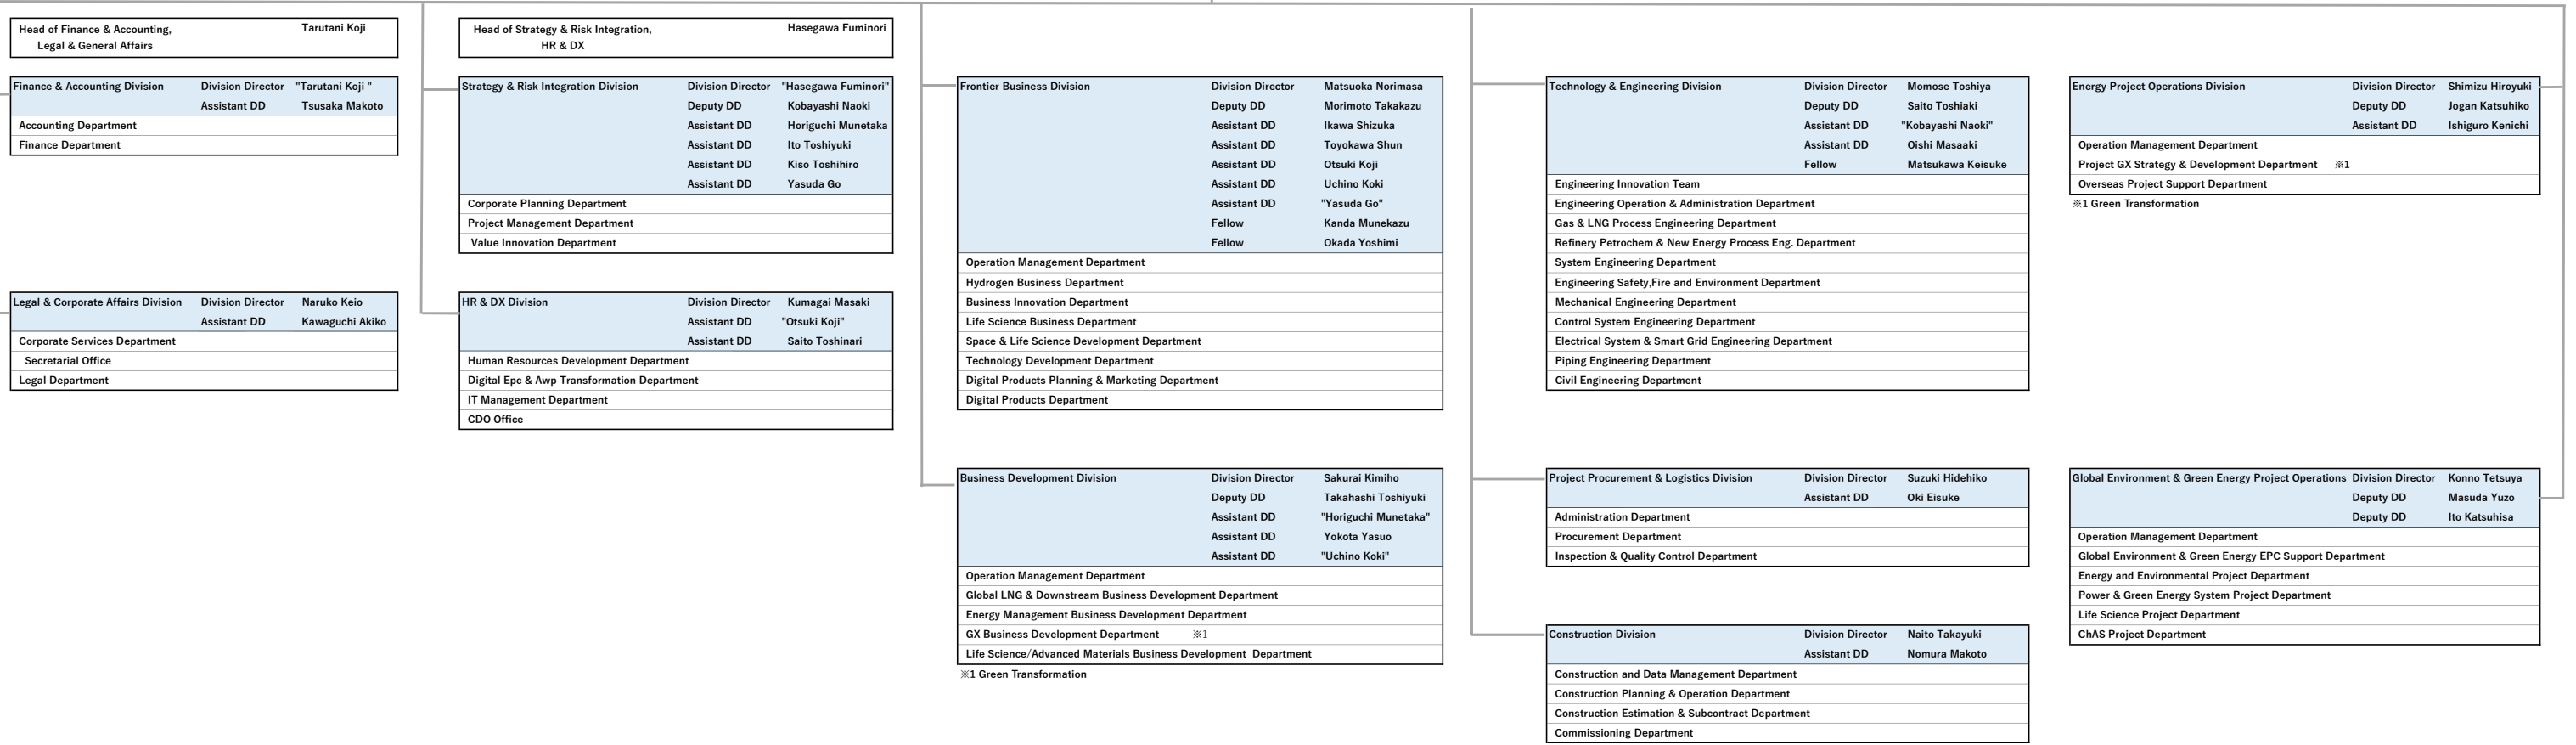 Head of Finance & Accounting, Tarutani Koji
Legal & General Affairs
Finance & Accounting Division Division Director "Tarutani Koji "
Assistant DD Tsusaka Makoto
Accounting Department
Finance Department
Legal & Corporate Affairs Division Division Director Naruko Keio
Assistant DD Kawaguchi Akiko
Corporate Services Department
Secretarial Office
Legal Department
Head of Strategy & Risk Integration, Hasegawa Fuminori
HR & DX
Strategy & Risk Integration Division Division Director "Hasegawa Fuminori"
Deputy DD Kobayashi Naoki
Assistant DD Horiguchi Munetaka
Assistant DD Ito Toshiyuki
Assistant DD Kiso Toshihiro
Assistant DD Yasuda Go
Corporate Planning Department
Project Management Department
Value Innovation Department
HR & DX Division Division Director Kumagai Masaki
Assistant DD "Otsuki Koji"
Assistant DD Saito Toshinari
Human Resources Development Department
Digital Epc & Awp Transformation Department
IT Management Department
CDO Office
Frontier Business Division Division Director Matsuoka Norimasa
Deputy DD Morimoto Takakazu
Assistant DD Ikawa Shizuka
Assistant DD Toyokawa Shun
Assistant DD Otsuki Koji
Assistant DD Uchino Koki
Assistant DD "Yasuda Go"
Fellow Kanda Munekazu
Fellow Okada Yoshimi
Operation Management Department
Hydrogen Business Department
Business Innovation Department
Life Science Business Department
Space & Life Science Development Department
Technology Development Department
Digital Products Planning & Marketing Department
Digital Products Department
Business Development Division Division Director Sakurai Kimiho
Deputy DD Takahashi Toshiyuki
Assistant DD "Horiguchi Munetaka"
Assistant DD Yokota Yasuo
Assistant DD "Uchino Koki"
Operation Management Department
Global LNG & Downstream Business Development Department
Energy Management Business Development Department
GX Business Development Department ※1
Life Science/Advanced Materials Business Development Department
※1 Green Transformation
Technology & Engineering Division Division Director Momose Toshiya
Deputy DD Saito Toshiaki
Assistant DD "Kobayashi Naoki"
Assistant DD Oishi Masaaki
Fellow Matsukawa Keisuke
Engineering Innovation Team
Engineering Operation & Administration Department
Gas & LNG Process Engineering Department
Refinery Petrochem & New Energy Process Eng. Department
System Engineering Department
Engineering Safety,Fire and Environment Department
Mechanical Engineering Department
Control System Engineering Department
Electrical System & Smart Grid Engineering Department
Piping Engineering Department
Civil Engineering Department
Project Procurement & Logistics Division Division Director Suzuki Hidehiko
Assistant DD Oki Eisuke
Administration Department
Procurement Department
Inspection & Quality Control Department
Construction Division Division Director Naito Takayuki
Assistant DD Nomura Makoto
Construction and Data Management Department
Construction Planning & Operation Department
Construction Estimation & Subcontract Department
Commissioning Department
Energy Project Operations Division Division Director Shimizu Hiroyuki
Deputy DD Jogan Katsuhiko
Assistant DD Ishiguro Kenichi
Operation Management Department
Project GX Strategy & Development Department ※1
Overseas Project Support Department
※1 Green Transformation
Global Environment & Green Energy Project Operations Division Director Konno Tetsuya
Deputy DD Masuda Yuzo
Deputy DD Ito Katsuhisa
Operation Management Department
Global Environment & Green Energy EPC Support Department
Energy and Environmental Project Department
Power & Green Energy System Project Department
Life Science Project Department
ChAS Project Department